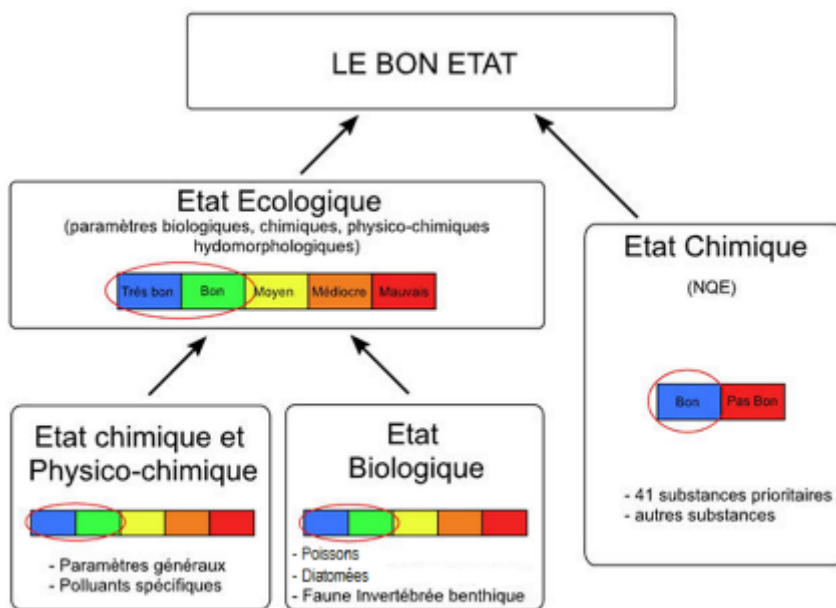 LE BON ETAT
Etat Ecologique
(paramètres biologiques, chimiques, physico-chimiques
hydomorphologiques)
Trés bon Bon Moyen Médiocre Mauvais
Etat Chimique
(NQE)
Bon Pas Bon
- 41 substances prioritaires
- autres substances
Etat chimique et
Physico-chimique
- Paramètres généraux
- Polluants spécifiques
Etat
Biologique
- Poissons
- Diatomées
- Faune Invertébrée benthique